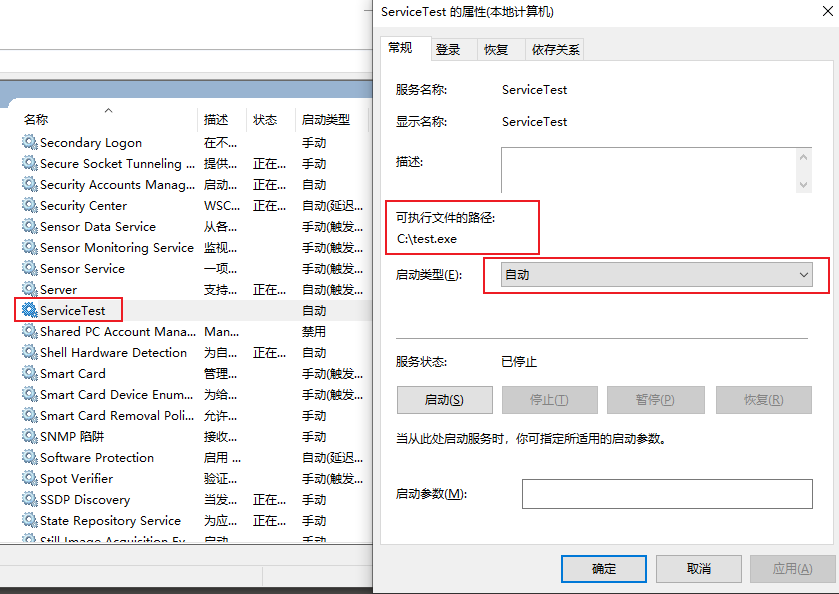 名称 描述 状态 启动类型
Secondary Logon 在不... 手动
Secure Socket Tunneling ... 提供... 正在... 手动
Security Accounts Manag... 启动... 正在... 自动
Security Center WSC... 正在... 自动(延迟...
Sensor Data Service 从各... 手动(触发...
Sensor Monitoring Service 监视... 手动(触发...
Sensor Service 一项... 手动(触发...
Server 支持... 正在... 自动(触发...
ServiceTest 自动
Shared PC Account Mana... Man... 禁用
Shell Hardware Detection 为自... 正在... 自动
Smart Card 管理... 手动(触发...
Smart Card Device Enum... 为给... 手动(触发...
Smart Card Removal Poli... 允许... 手动
SNMP 陷阱 接收... 手动
Software Protection 启用 ... 自动(延迟...
Spot Verifier 验证... 手动(触发...
SSDP Discovery 当发... 正在... 手动
State Repository Service 为应... 正在... 手动
Still Image Acquisition Ev... 启动... 手动
ServiceTest 的属性(本地计算机)
常规 登录 恢复 依存关系
服务名称: ServiceTest
显示名称: ServiceTest
描述:
可执行文件的路径:
C:\test.exe
启动类型(E): 自动
服务状态: 已停止
启动(S) 停止(T) 暂停(P) 恢复(R)
当从此处启动服务时，你可指定所适用的启动参数。
启动参数(M):
确定 取消 应用(A)